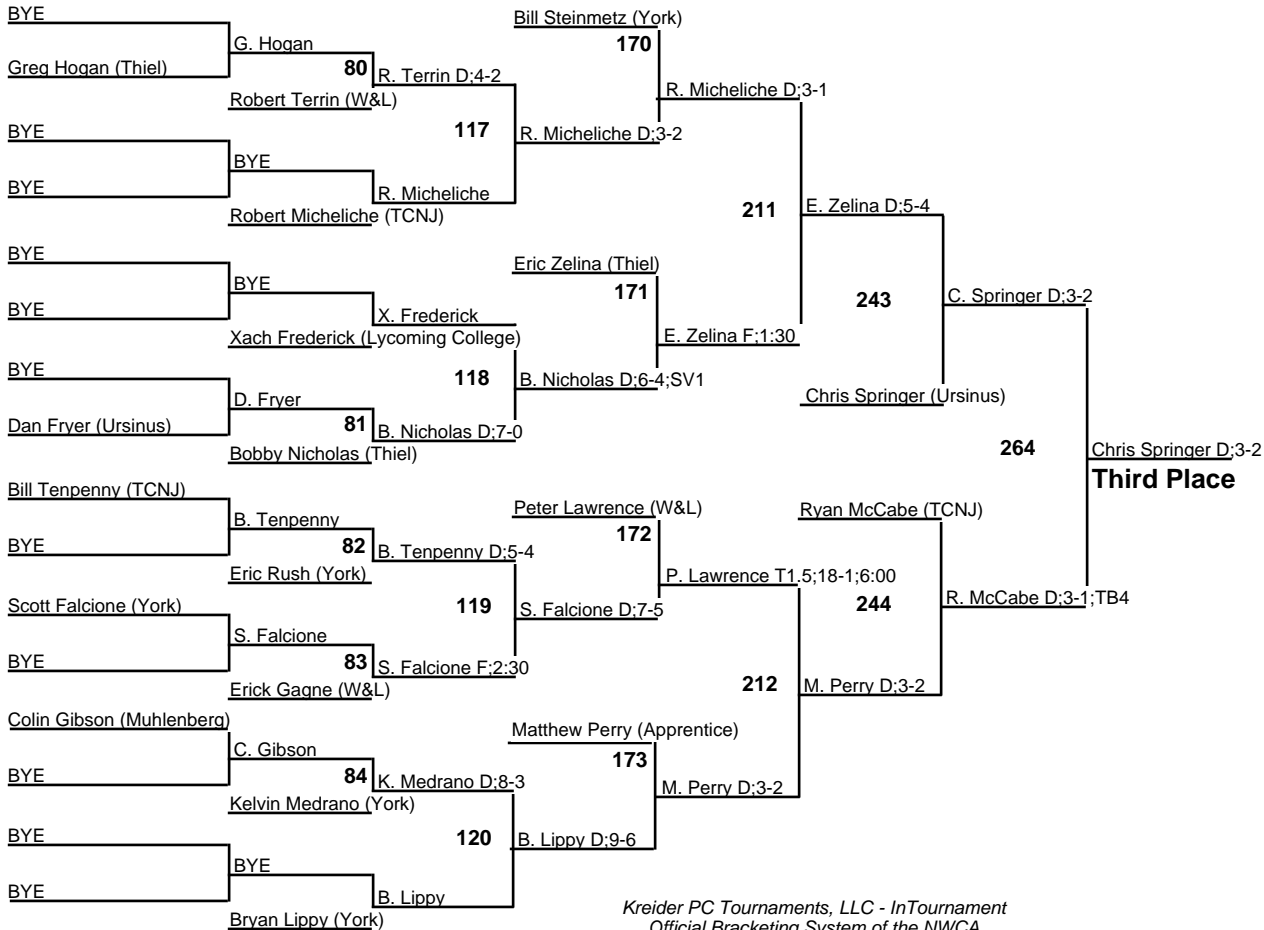 BYE
Bill Steinmetz (York)
170
G. Hogan
Greg Hogan (Thiel)
80
R. Terrin D;4-2
R. Micheliche D;3-1
Robert Terrin (W&L)
BYE
117
R. Micheliche D;3-2
BYE
BYE
R. Micheliche
Robert Micheliche (TCNJ)
211
E. Zelina D;5-4
BYE
Eric Zelina (Thiel)
BYE
171
243
C. Springer D;3-2
BYE
X. Frederick
Xach Frederick (Lycoming College)
E. Zelina F;1:30
BYE
118
B. Nicholas D;6-4;SV1
D. Fryer
Chris Springer (Ursinus)
Dan Fryer (Ursinus)
81
B. Nicholas D;7-0
Bobby Nicholas (Thiel)
264
Chris Springer D;3-2
Third Place
Bill Tenpenny (TCNJ)
Peter Lawrence (W&L)
Ryan McCabe (TCNJ)
B. Tenpenny
172
BYE
82
B. Tenpenny D;5-4
Eric Rush (York)
P. Lawrence T1.5;18-1;6:00
Scott Falcione (York)
119
S. Falcione D;7-5
244
R. McCabe D;3-1;TB4
S. Falcione
BYE
83
S. Falcione F;2:30
Erick Gagne (W&L)
212
M. Perry D;3-2
Colin Gibson (Muhlenberg)
Matthew Perry (Apprentice)
C. Gibson
173
BYE
84
K. Medrano D;8-3
M. Perry D;3-2
Kelvin Medrano (York)
BYE
120
B. Lippy D;9-6
BYE
BYE
B. Lippy
Bryan Lippy (York)
Kreider PC Tournaments, LLC - InTournament
Official Bracketing System of the NWCA